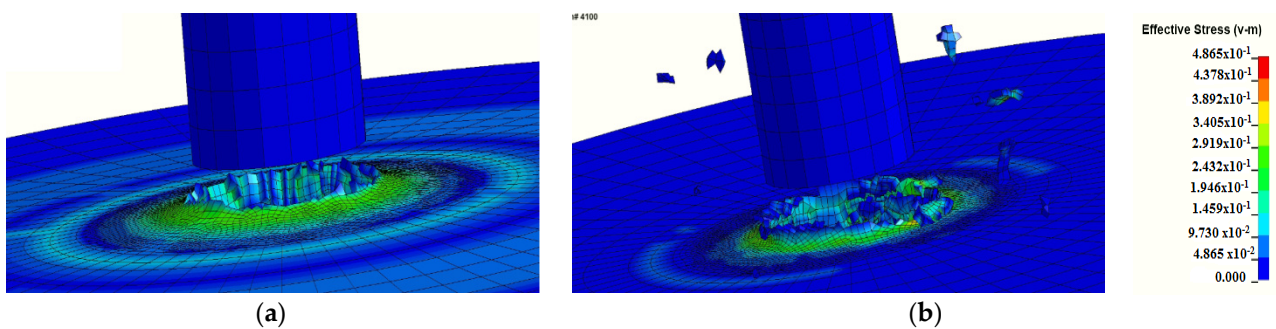 # 4100
Effective Stress (v-m)
4.865x10⁻¹
4.378x10⁻¹
3.892x10⁻¹
3.405x10⁻¹
2.919x10⁻¹
2.432x10⁻¹
1.946x10⁻¹
1.459x10⁻¹
9.730 x10⁻²
4.865 x10⁻²
0.000
(a)
(b)